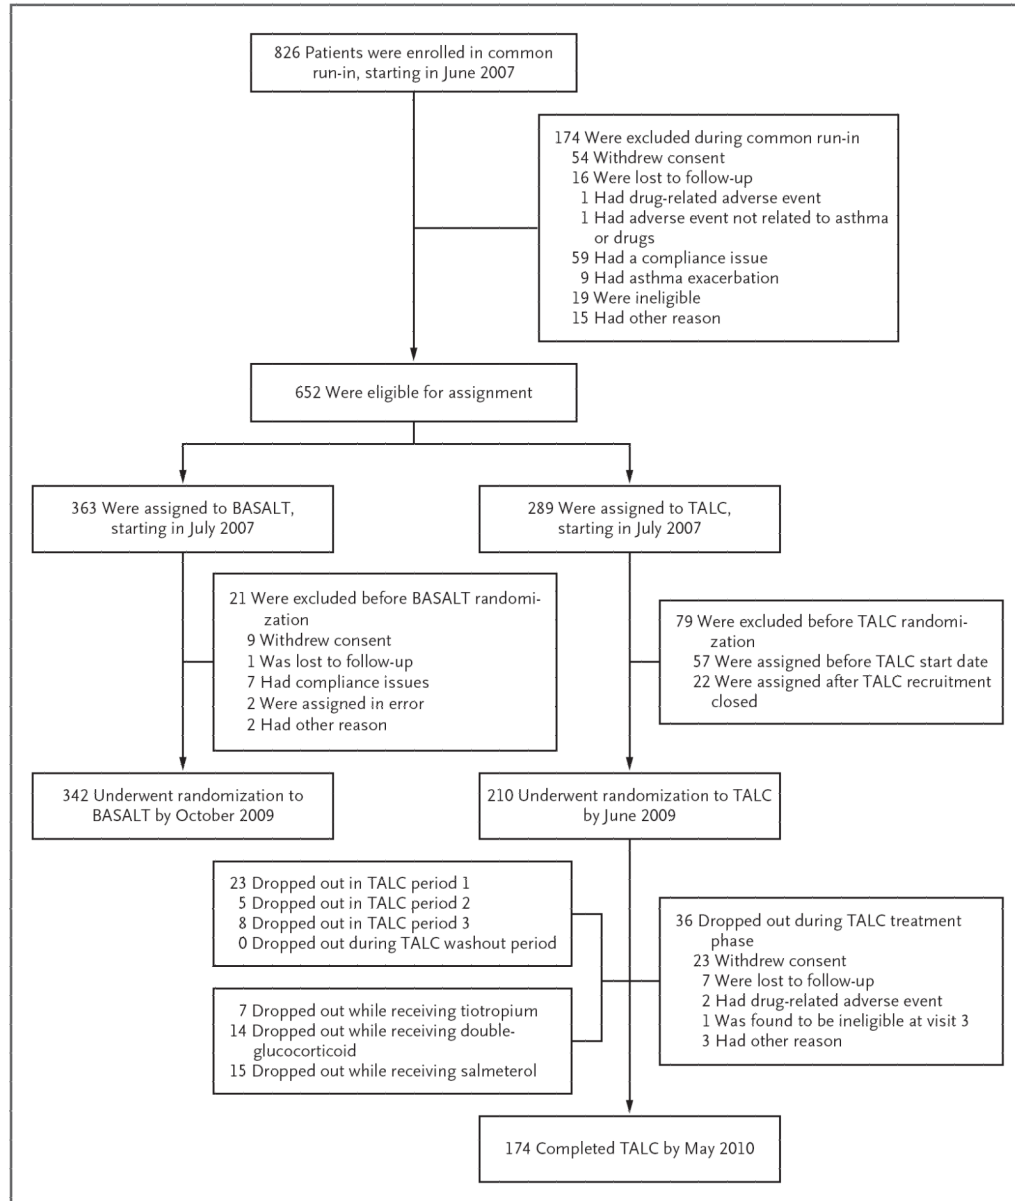 826 Patients were enrolled in common
run-in, starting in June 2007
174 Were excluded during common run-in
54 Withdrew consent
16 Were lost to follow-up
1 Had drug-related adverse event
1 Had adverse event not related to asthma
or drugs
59 Had a compliance issue
9 Had asthma exacerbation
19 Were ineligible
15 Had other reason
652 Were eligible for assignment
363 Were assigned to BASALT,
starting in July 2007
289 Were assigned to TALC,
starting in July 2007
21 Were excluded before BASALT randomi-
zation
9 Withdrew consent
1 Was lost to follow-up
7 Had compliance issues
2 Were assigned in error
2 Had other reason
79 Were excluded before TALC randomi-
zation
57 Were assigned before TALC start date
22 Were assigned after TALC recruitment
closed
342 Underwent randomization to
BASALT by October 2009
210 Underwent randomization to TALC
by June 2009
23 Dropped out in TALC period 1
5 Dropped out in TALC period 2
8 Dropped out in TALC period 3
0 Dropped out during TALC washout period
7 Dropped out while receiving tiotropium
14 Dropped out while receiving double-
glucocorticoid
15 Dropped out while receiving salmeterol
36 Dropped out during TALC treatment
phase
23 Withdrew consent
7 Were lost to follow-up
2 Had drug-related adverse event
1 Was found to be ineligible at visit 3
3 Had other reason
174 Completed TALC by May 2010